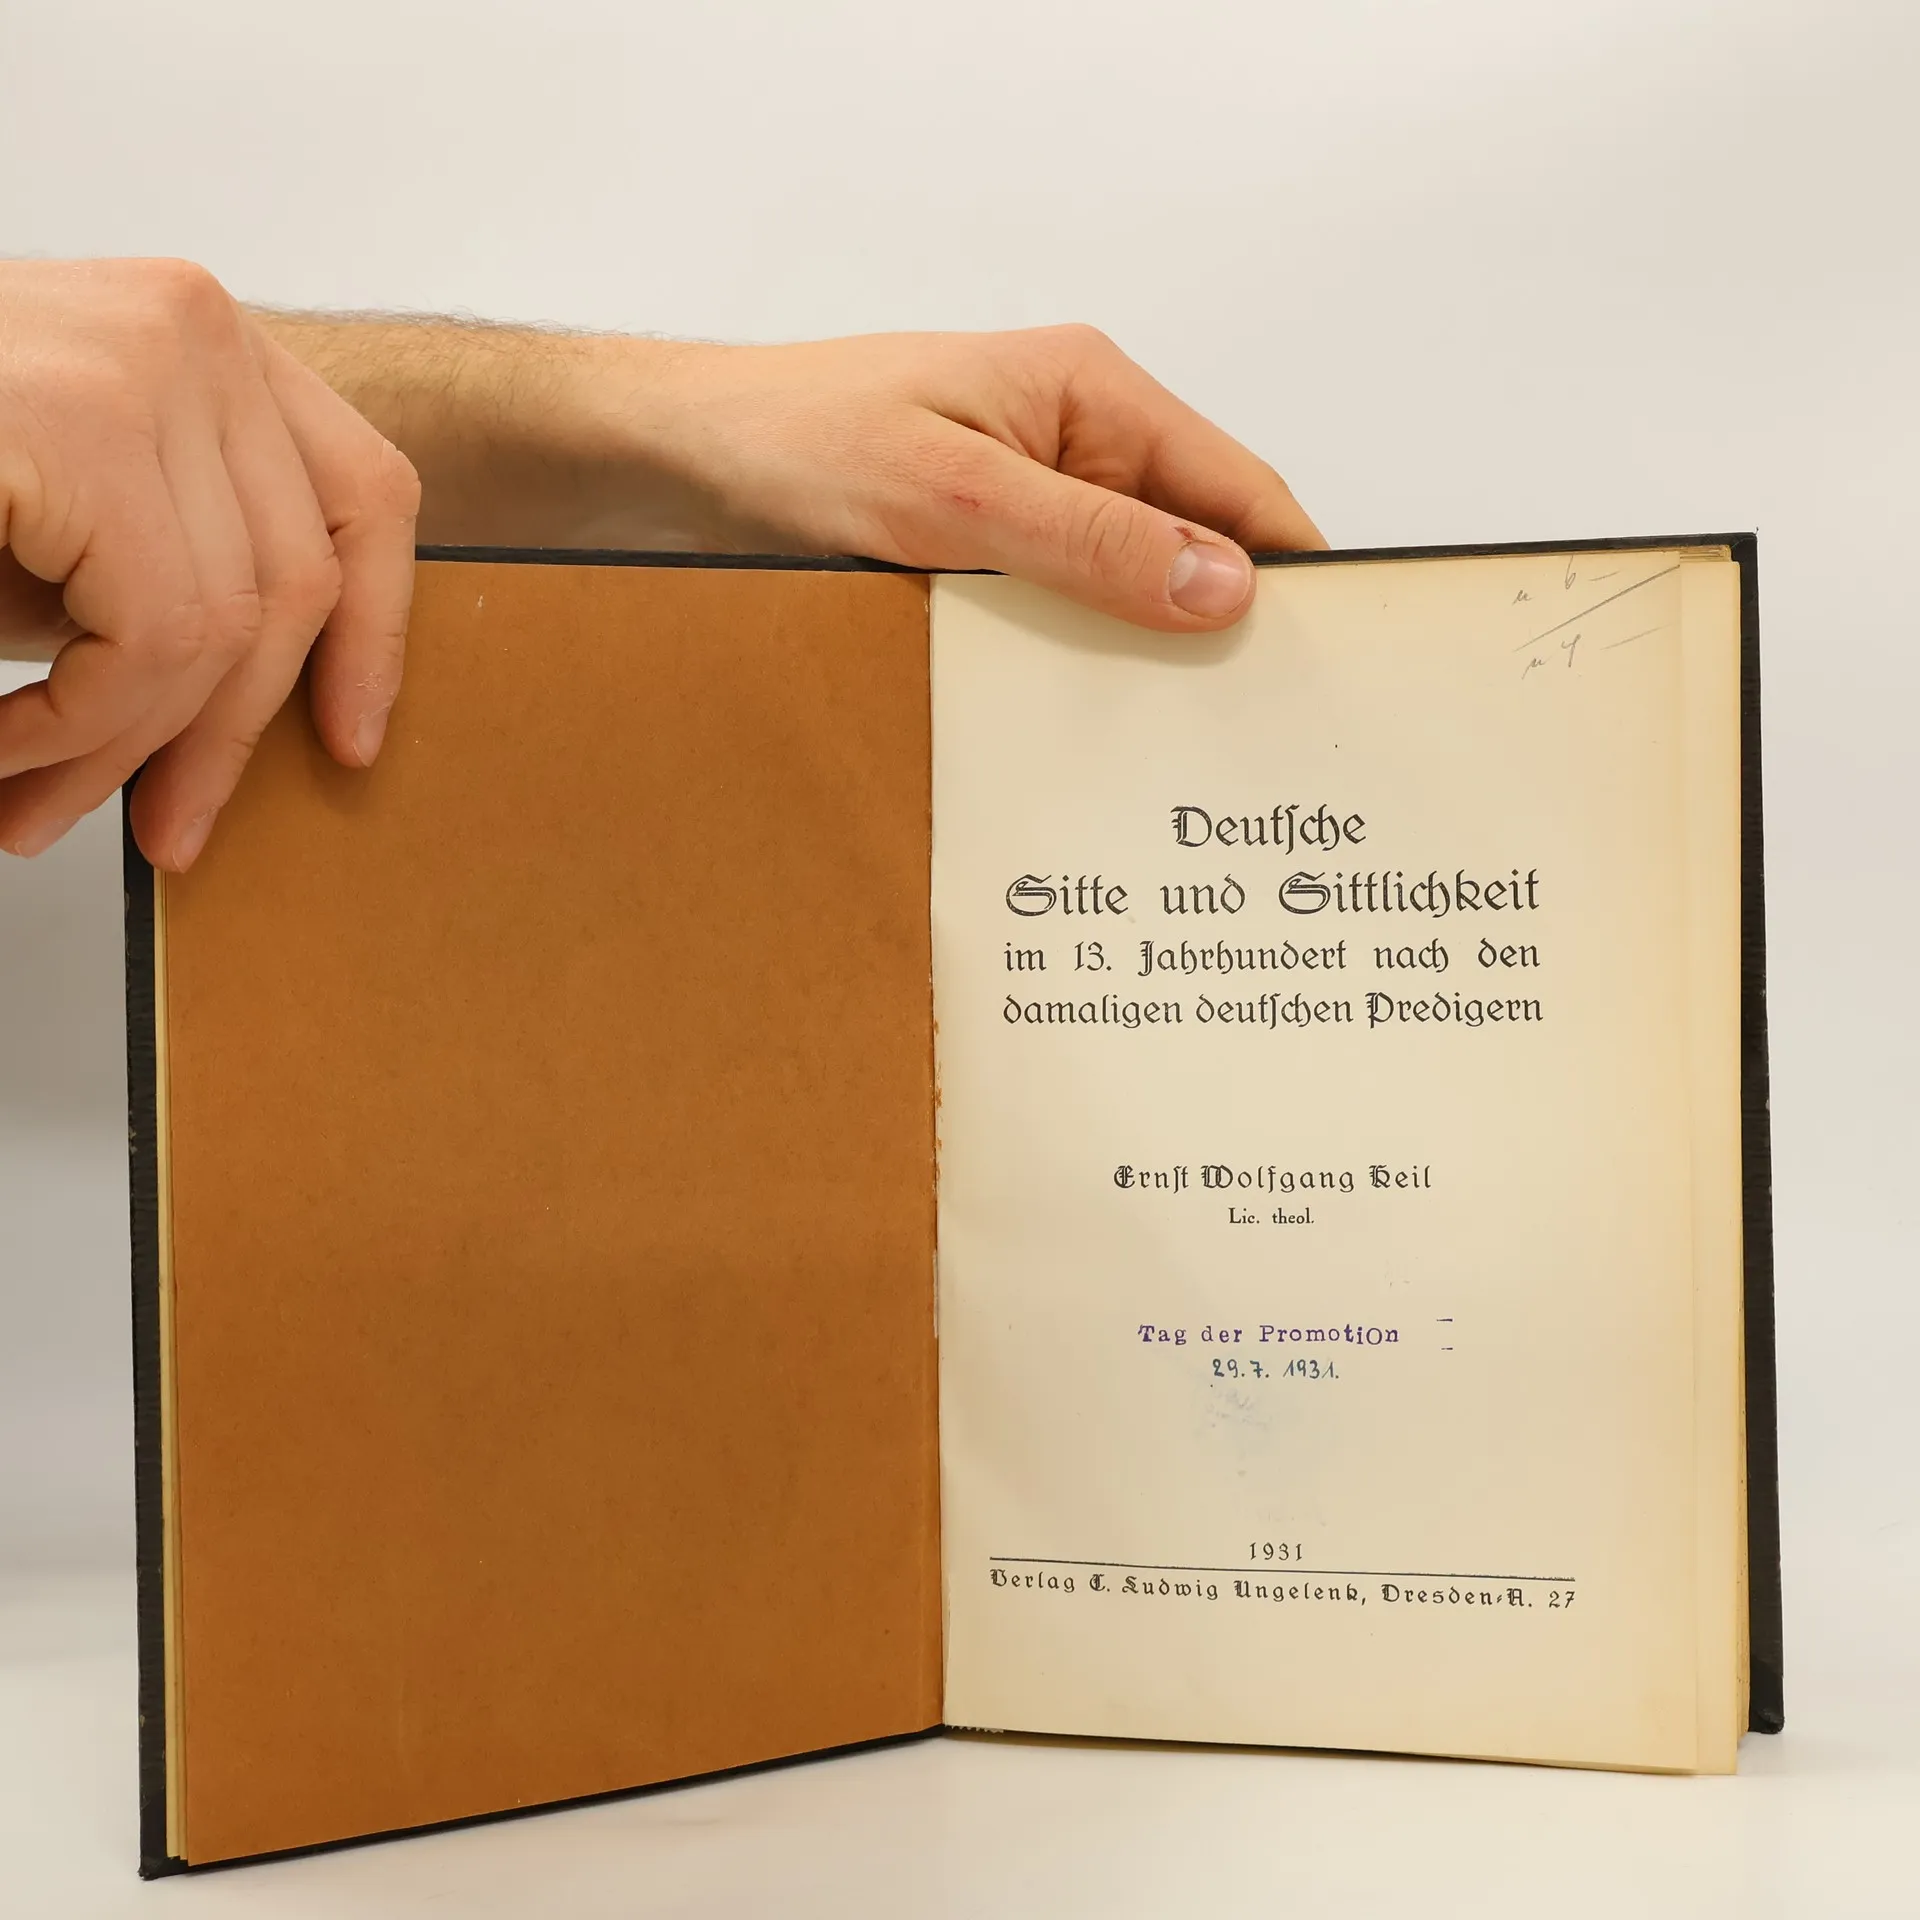 Deutsche
Sitte und Sittlichkeit
im 13. Jahrhundert nach den
damaligen deutschen Predigern
Ernst Wolfgang Keil
Lic. theol.
Tag der Promotion
29.7. 1931.
1931
Verlag C. Ludwig Ungelenk, Dresden-A. 27